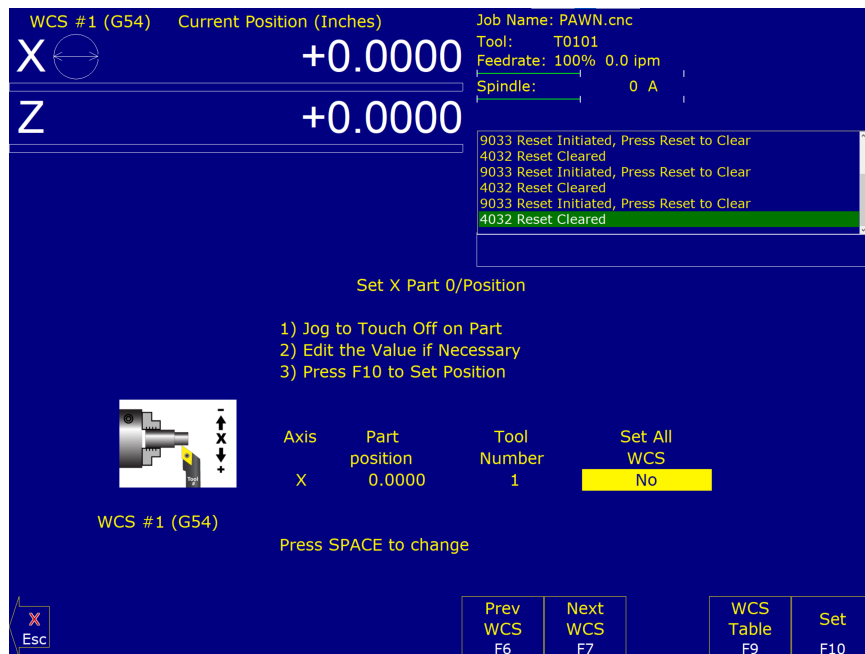 WCS #1 (G54) Current Position (Inches)
X +0.0000
Z +0.0000
Job Name: PAWN.cnc
Tool: T0101
Feedrate: 100% 0.0 ipm
Spindle: 0 A
9033 Reset Initiated, Press Reset to Clear
4032 Reset Cleared
9033 Reset Initiated, Press Reset to Clear
4032 Reset Cleared
9033 Reset Initiated, Press Reset to Clear
4032 Reset Cleared
Set X Part 0/Position
1) Jog to Touch Off on Part
2) Edit the Value if Necessary
3) Press F10 to Set Position
-
X
+
Tool
#
WCS #1 (G54)
Axis Part Tool Set All
position Number WCS
X 0.0000 1 No
Press SPACE to change
X
Esc
Prev
WCS
F6
Next
WCS
F7
WCS
Table
F9
Set
F10